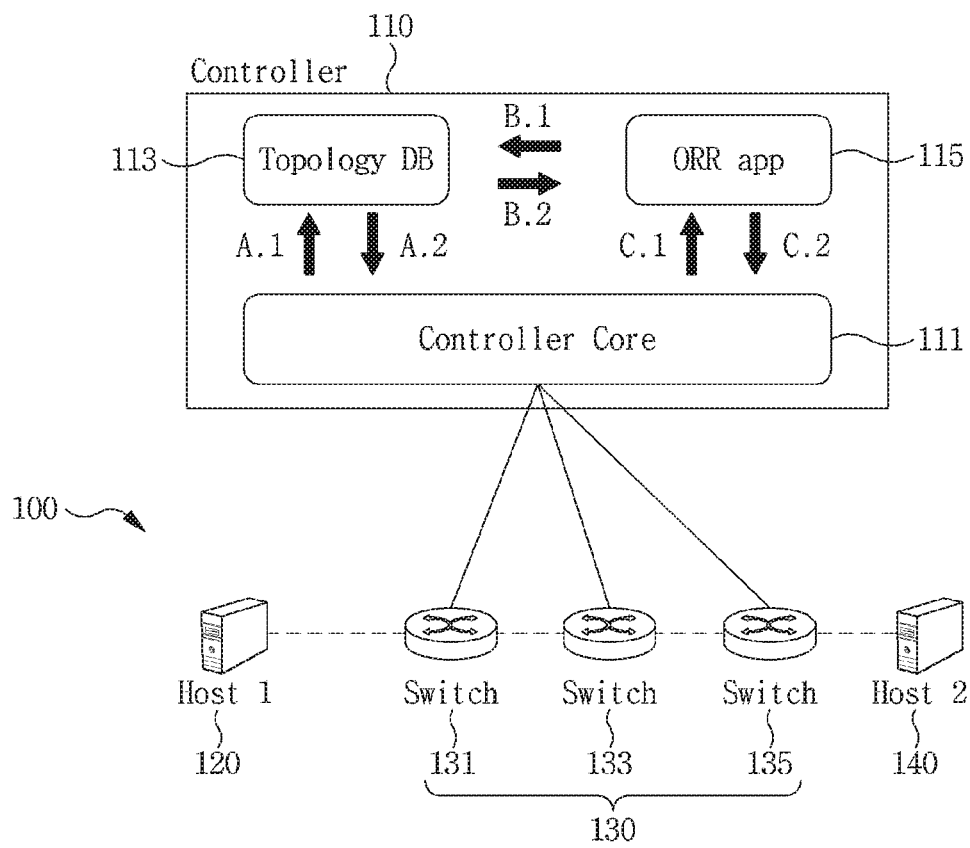 110
Controller
113
Topology DB
B.1
B.2
ORR app
115
A.1
A.2
C.1
C.2
Controller Core
111
100
Host 1
Switch
Switch
Switch
Host 2
120
131
133
135
140
130